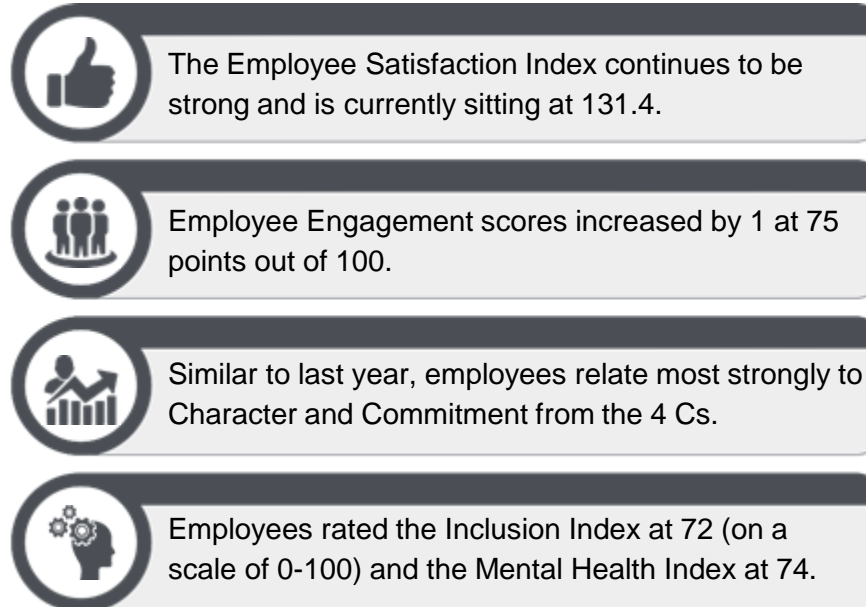 The Employee Satisfaction Index continues to be
strong and is currently sitting at 131.4.
Employee Engagement scores increased by 1 at 75
points out of 100.
Similar to last year, employees relate most strongly to
Character and Commitment from the 4 Cs.
Employees rated the Inclusion Index at 72 (on a
scale of 0-100) and the Mental Health Index at 74.